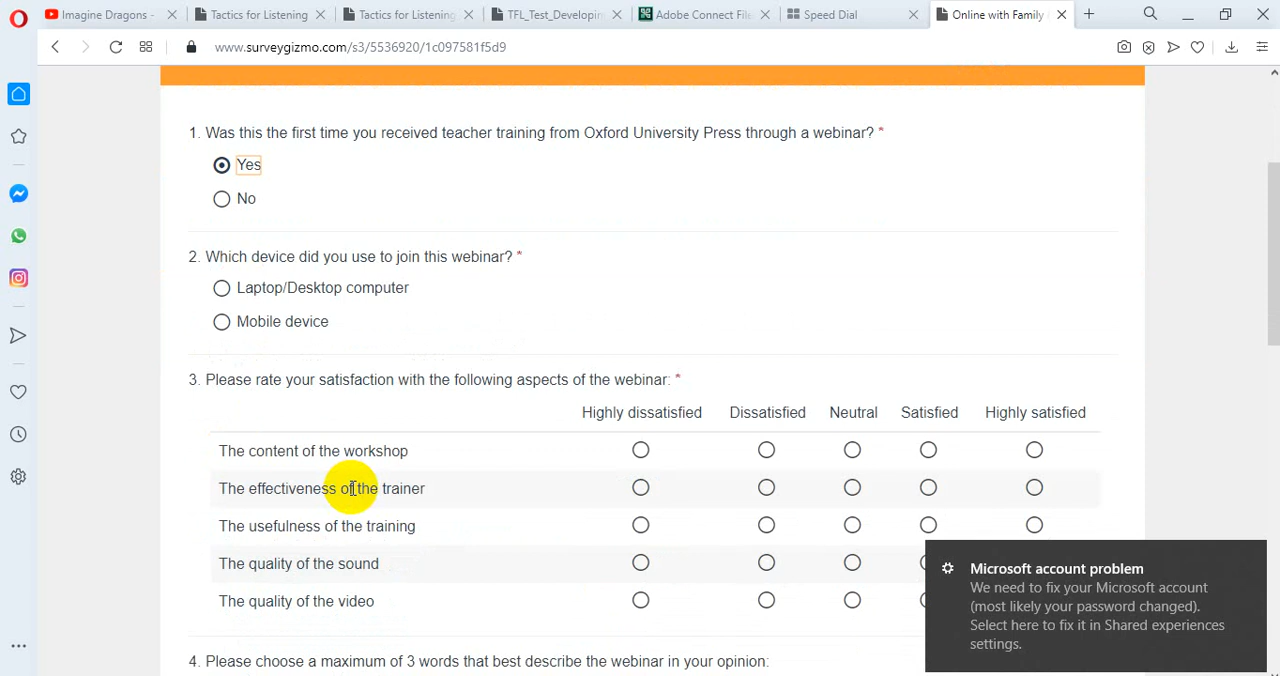 Imagine Dragons -
Tactics for Listening
Tactics for Listening
TFL_Test_Developin
Adobe Connect File
Speed Dial
Online with Family
www.surveygizmo.com/s3/5536920/1c097581f5d9
1. Was this the first time you received teacher training from Oxford University Press through a webinar? *
Yes
No
2. Which device did you use to join this webinar? *
Laptop/Desktop computer
Mobile device
3. Please rate your satisfaction with the following aspects of the webinar: *
Highly dissatisfied Dissatisfied Neutral Satisfied Highly satisfied
The content of the workshop
The effectiveness of the trainer
The usefulness of the training
The quality of the sound
The quality of the video
Microsoft account problem
We need to fix your Microsoft account
(most likely your password changed).
Select here to fix it in Shared experiences
settings.
4. Please choose a maximum of 3 words that best describe the webinar in your opinion: